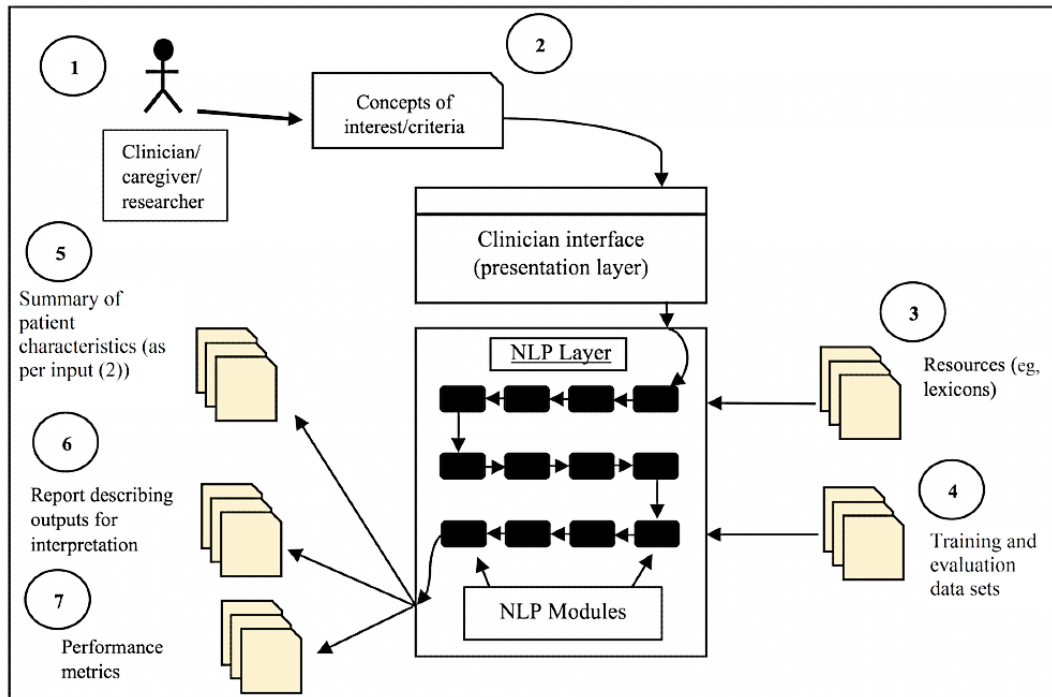 1
2
Concepts of
interest/criteria
Clinician/
caregiver/
researcher
Clinician interface
(presentation layer)
5
Summary of
patient
characteristics (as
per input (2))
3
Resources (eg,
lexicons)
NLP Layer
6
Report describing
outputs for
interpretation
4
Training and
evaluation
data sets
7
Performance
metrics
NLP Modules